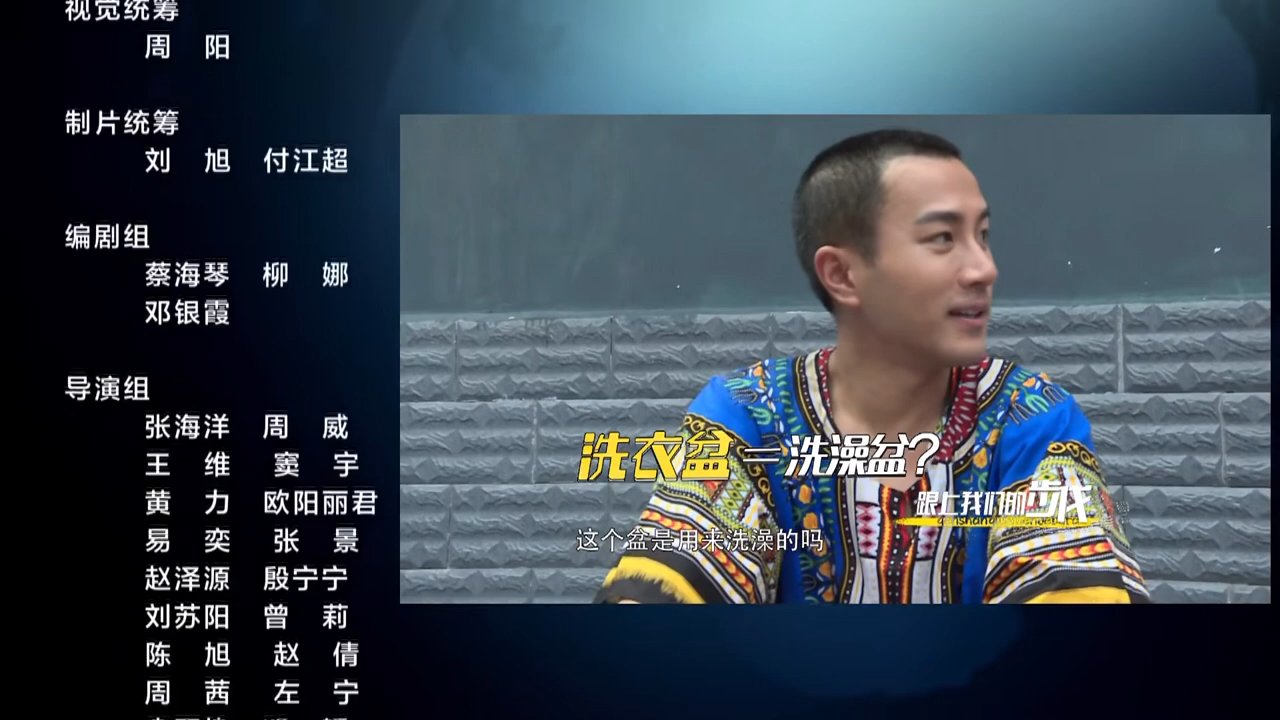 视觉统筹
周 阳
制片统筹
刘 旭 付江超
编剧组
蔡海琴 柳 娜
邓银霞
导演组
张海洋 周 威
王 维 窦 宇
黄 力 欧阳丽君
易 奕 张 景
赵泽源 殷宁宁
刘苏阳 曾 莉
陈 旭 赵 倩
周 茜 左 宁
洗衣盆=洗澡盆?
跟上我们的步伐
这个盆是用来洗澡的吗